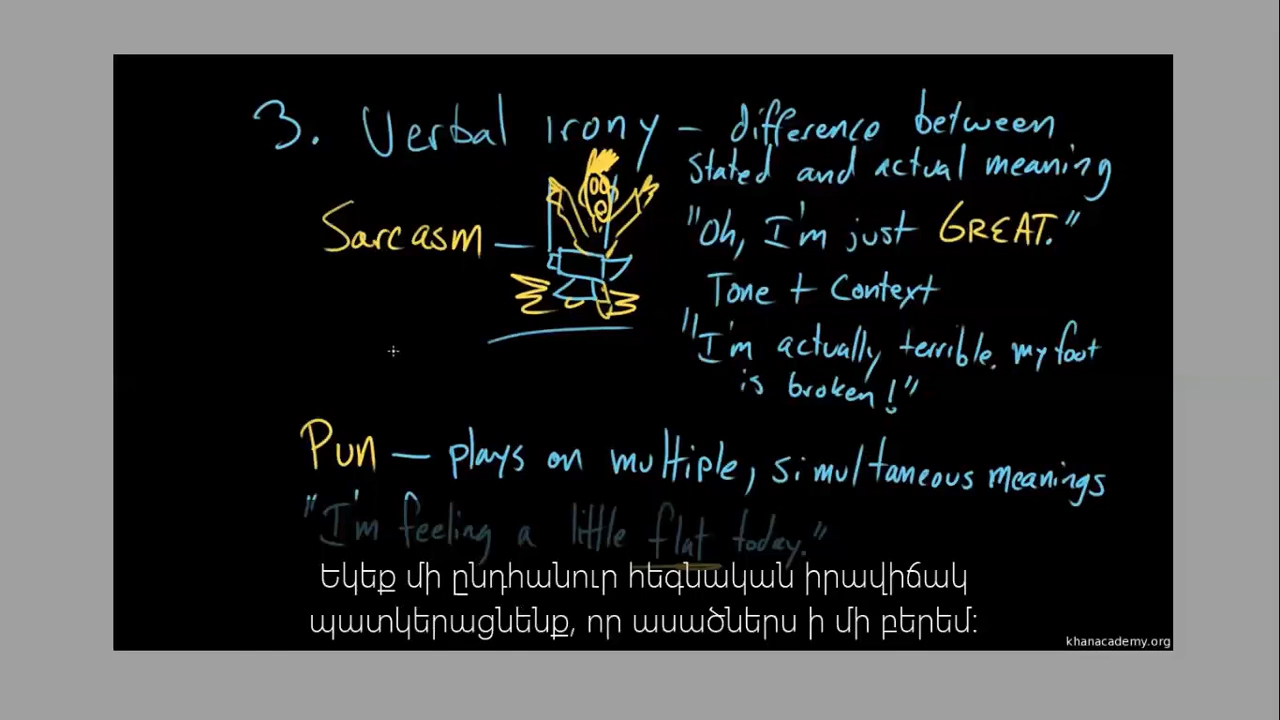 3. Verbal irony – difference between
stated and actual meaning
Sarcasm –
"Oh, I'm just GREAT."
Tone + Context
"I'm actually terrible. my foot
is broken!"
Pun – plays on multiple, simultaneous meanings
"I'm feeling a little flat today."
Եկեք մի ընդհանուր հեգնական իրավիճակ
պատկերացնենք, որ ասածներս ի մի բերեմ:
khanacademy.org